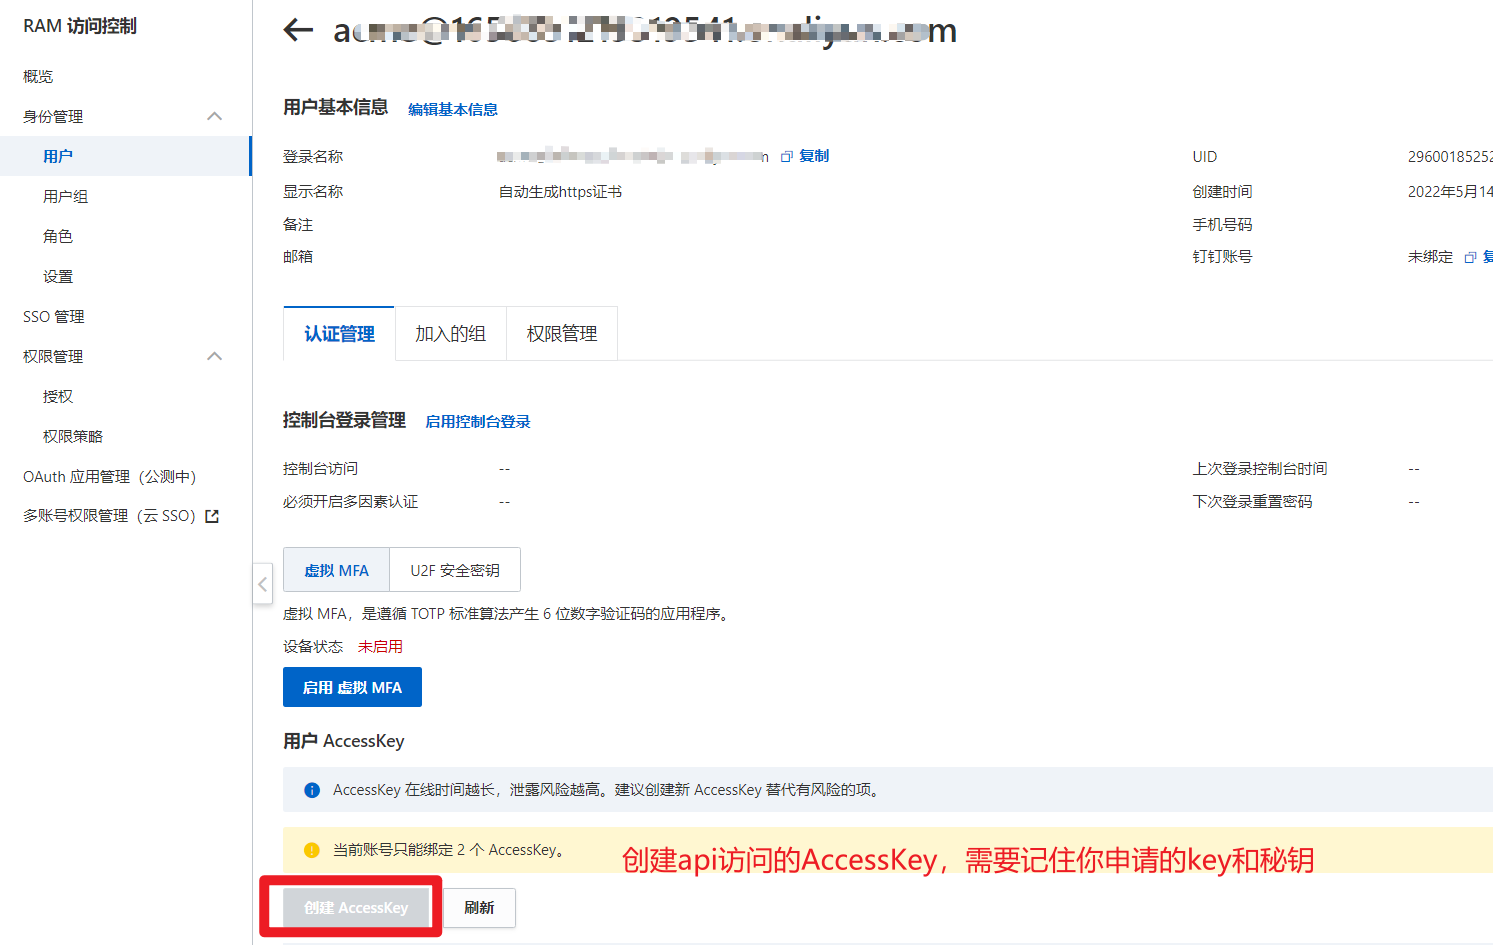 RAM 访问控制
概览
身份管理
用户
用户组
角色
设置
SSO 管理
权限管理
授权
权限策略
OAuth 应用管理（公测中）
多账号权限管理（云 SSO）
用户基本信息 编辑基本信息
登录名称 复制 UID 29600185252
显示名称 自动生成https证书 创建时间 2022年5月14
备注 手机号码
邮箱 钉钉账号 未绑定
认证管理 加入的组 权限管理
控制台登录管理 启用控制台登录
控制台访问 -- 上次登录控制台时间 --
必须开启多因素认证 -- 下次登录重置密码 --
虚拟 MFA U2F 安全密钥
虚拟 MFA，是遵循 TOTP 标准算法产生 6 位数字验证码的应用程序。
设备状态 未启用
启用 虚拟 MFA
用户 AccessKey
AccessKey 在线时间越长，泄露风险越高。建议创建新 AccessKey 替代有风险的项。
当前账号只能绑定 2 个 AccessKey。
创建api访问的AccessKey，需要记住你申请的key和秘钥
创建 AccessKey 刷新